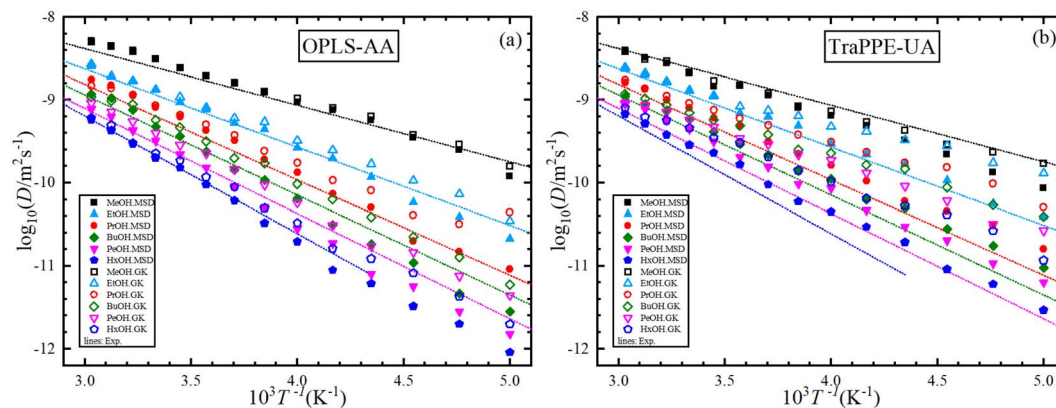 OPLS-AA
(a)
log₁₀(D/(m² s⁻¹)
-8
-9
-10
-11
-12
MeOH.MSD
EtOH.MSD
PrOH.MSD
BuOH.MSD
PeOH.MSD
HxOH.MSD
MeOH.GK
EtOH.GK
PrOH.GK
BuOH.GK
PeOH.GK
HxOH.GK
lines: Exp.
3.0 3.5 4.0 4.5 5.0
10³T⁻¹(K⁻¹)
TraPPE-UA
(b)
log₁₀(D/(m² s⁻¹)
-8
-9
-10
-11
-12
MeOH.MSD
EtOH.MSD
PrOH.MSD
BuOH.MSD
PeOH.MSD
HxOH.MSD
MeOH.GK
EtOH.GK
PrOH.GK
BuOH.GK
PeOH.GK
HxOH.GK
lines: Exp.
3.0 3.5 4.0 4.5 5.0
10³T⁻¹(K⁻¹)